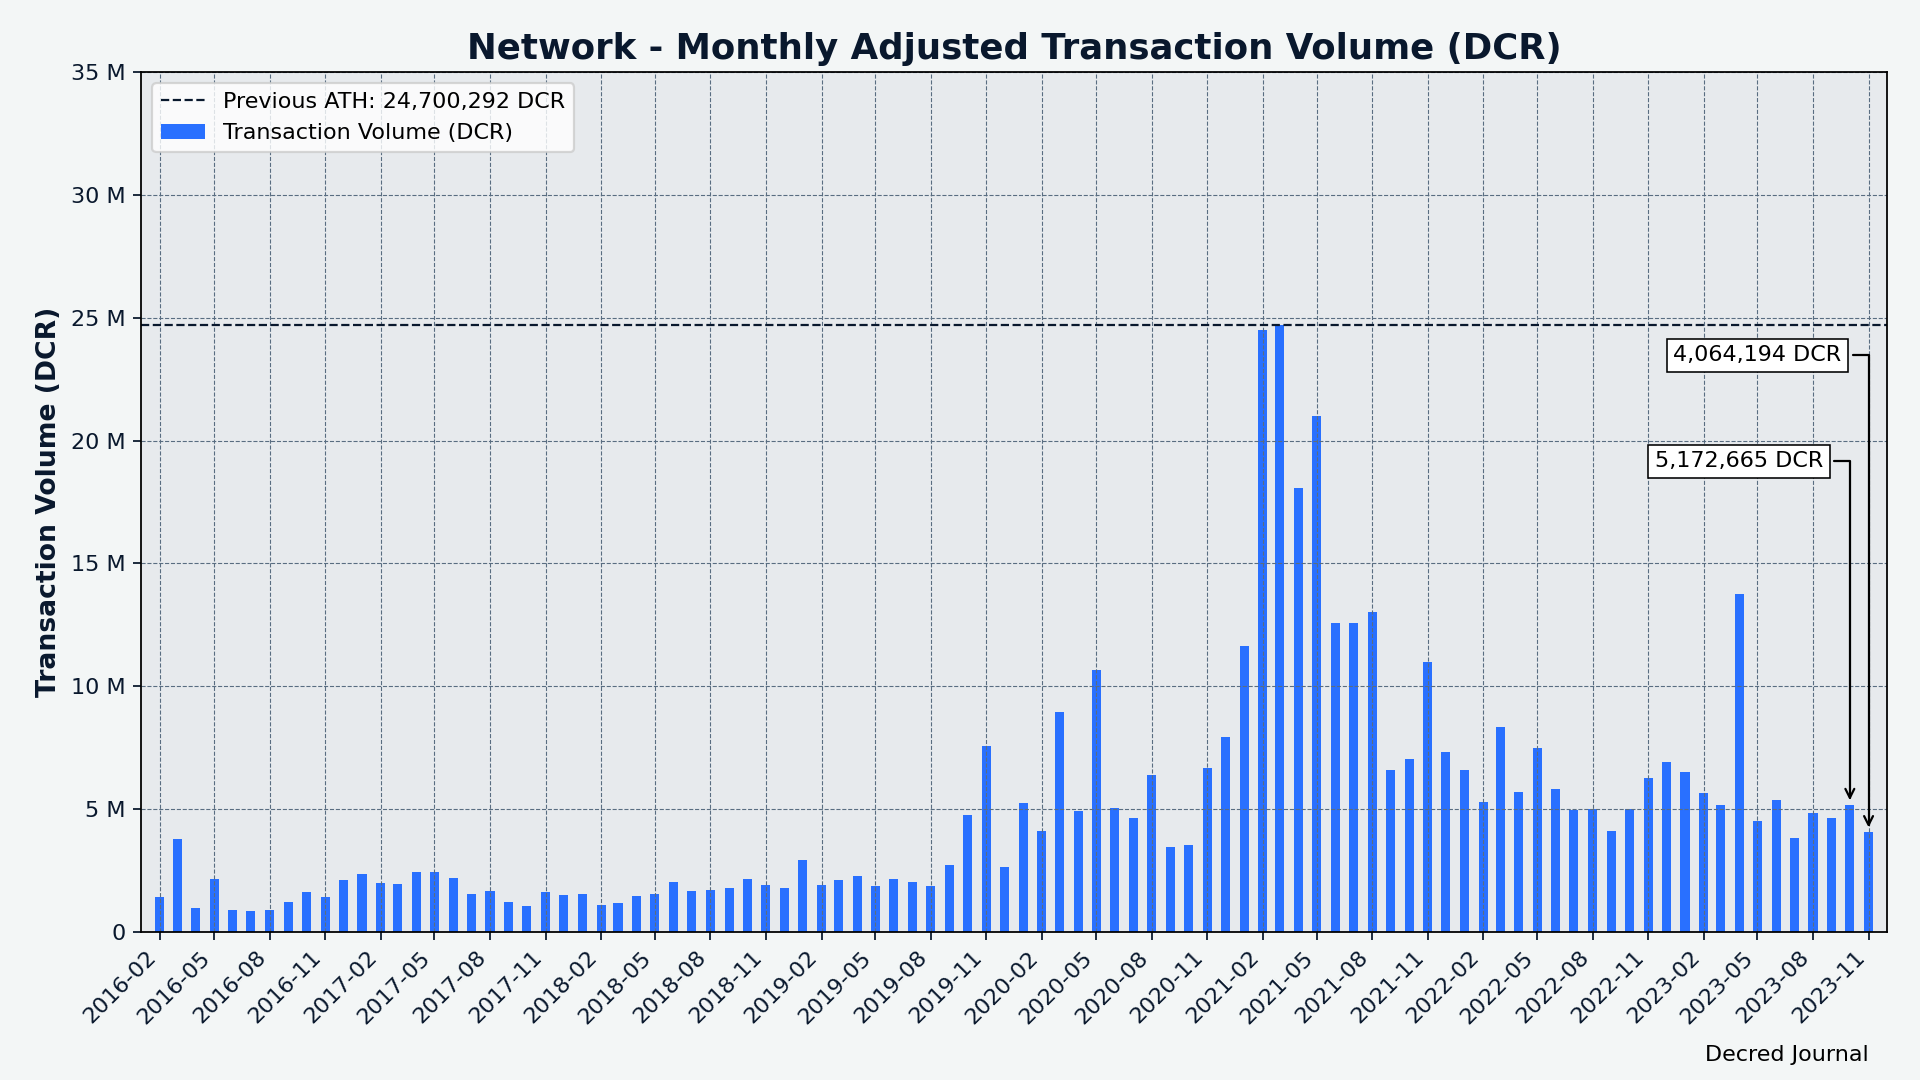 Network - Monthly Adjusted Transaction Volume (DCR)
Transaction Volume (DCR)
35 M
30 M
25 M
20 M
15 M
10 M
5 M
0
Previous ATH: 24,700,292 DCR
Transaction Volume (DCR)
4,064,194 DCR
5,172,665 DCR
2016-02
2016-05
2016-08
2016-11
2017-02
2017-05
2017-08
2017-11
2018-02
2018-05
2018-08
2018-11
2019-02
2019-05
2019-08
2019-11
2020-02
2020-05
2020-08
2020-11
2021-02
2021-05
2021-08
2021-11
2022-02
2022-05
2022-08
2022-11
2023-02
2023-05
2023-08
2023-11
Decred Journal